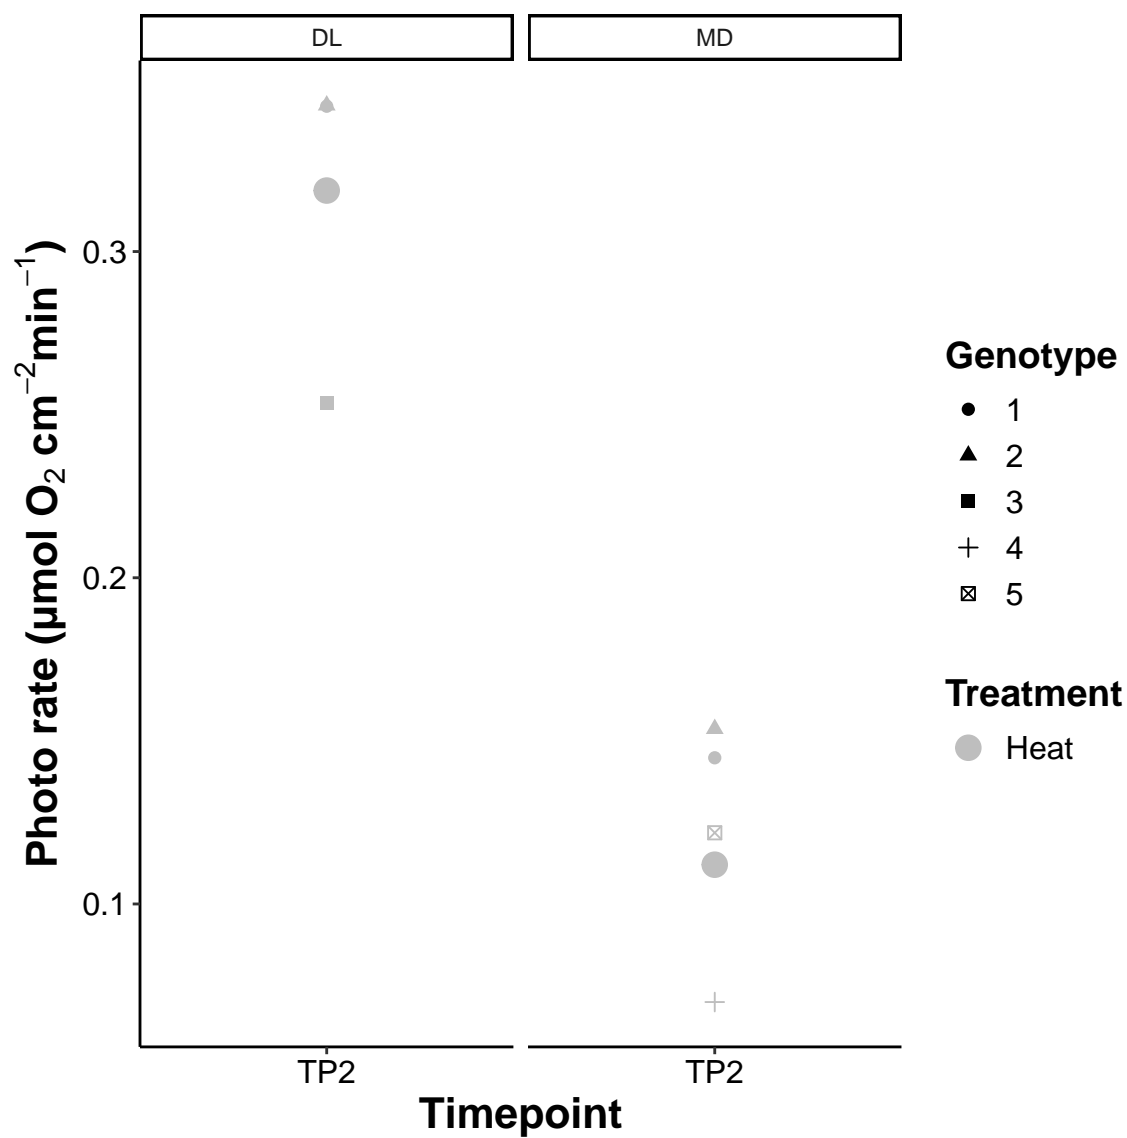 DL
MD
Photo rate (µmol O₂ cm⁻²min⁻¹)
0.3
0.2
0.1
TP2
TP2
Timepoint
Genotype
1
2
3
4
5
Treatment
Heat